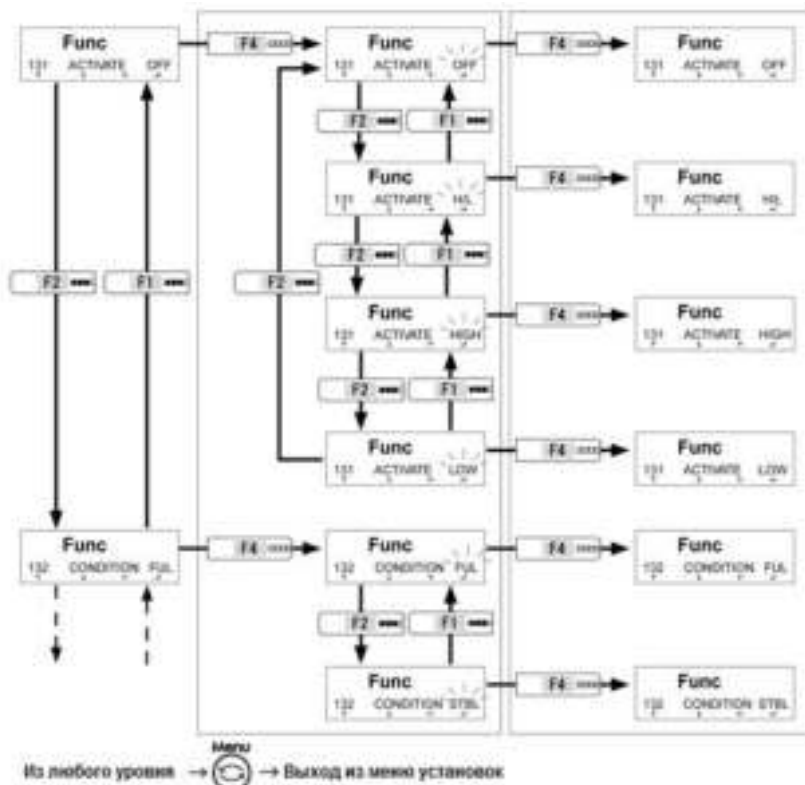 Func Func Func
131 ACTIVATE OFF F4 131 ACTIVATE OFF F4 131 ACTIVATE OFF
F2 F1
Func Func
131 ACTIVATE H/L F4 131 ACTIVATE H/L
F2 F1 F2 F2 F1
Func Func
131 ACTIVATE HIGH F4 131 ACTIVATE HIGH
F2 F1
Func Func
131 ACTIVATE LOW F4 131 ACTIVATE LOW
Func Func Func
132 CONDITION FUL F4 132 CONDITION FUL F4 132 CONDITION FUL
F2 F1
Func Func
132 CONDITION STBL F4 132 CONDITION STBL
Menu
Из любого уровня → → Выход из меню установок